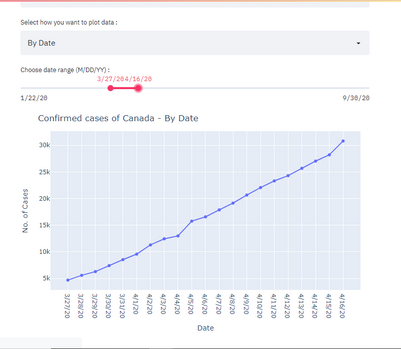 Select how you want to plot data :
By Date
Choose date range (M/DD/YY) :
3/27/20 4/16/20
1/22/20 9/30/20
Confirmed cases of Canada - By Date
30k
25k
20k
15k
10k
5k
No. of Cases
3/27/20
3/28/20
3/29/20
3/30/20
3/31/20
4/1/20
4/2/20
4/3/20
4/4/20
4/5/20
4/6/20
4/7/20
4/8/20
4/9/20
4/10/20
4/11/20
4/12/20
4/13/20
4/14/20
4/15/20
4/16/20
Date